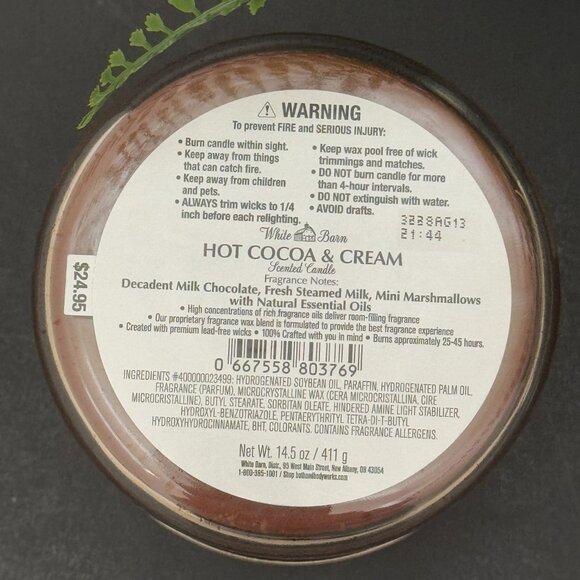 ⚠ WARNING
To prevent FIRE and SERIOUS INJURY:
• Burn candle within sight.
• Keep away from things
that can catch fire.
• Keep away from children
and pets.
• ALWAYS trim wicks to 1/4
inch before each relighting.
• Keep wax pool free of wick
trimmings and matches.
• DO NOT burn candle for more
than 4-hour intervals.
• DO NOT extinguish with water.
• AVOID drafts.
3228AG13
21:44
White Barn
HOT COCOA & CREAM
Scented Candle
Fragrance Notes:
Decadent Milk Chocolate, Fresh Steamed Milk, Mini Marshmallows
with Natural Essential Oils
• High concentrations of rich fragrance oils deliver room-filling fragrance
• Our proprietary fragrance wax blend is formulated to provide the best fragrance experience
• Created with premium lead-free wicks • 100% Crafted with you in mind • Burns approximately 25-45 hours.
0 667558 803769
INGREDIENTS #400000023499: HYDROGENATED SOYBEAN OIL, PARAFFIN, HYDROGENATED PALM OIL,
FRAGRANCE (PARFUM), MICROCRYSTALLINE WAX (CERA MICROCRISTALLINA, CIRE
MICROCRISTALLINE), BUTYL STEARATE, SORBITAN OLEATE, HINDERED AMINE LIGHT STABILIZER,
HYDROXYL-BENZOTRIAZOLE, PENTAERYTHRITYL TETRA-DI-T-BUTYL
HYDROXYHYDROCINNAMATE, BHT. COLORANTS. CONTAINS FRAGRANCE ALLERGENS.
Net Wt. 14.5 oz / 411 g
White Barn, Distr., 95 West Main Street, New Albany, OH 43054
1-800-395-1001 / Shop bathandbodyworks.com
$24.95